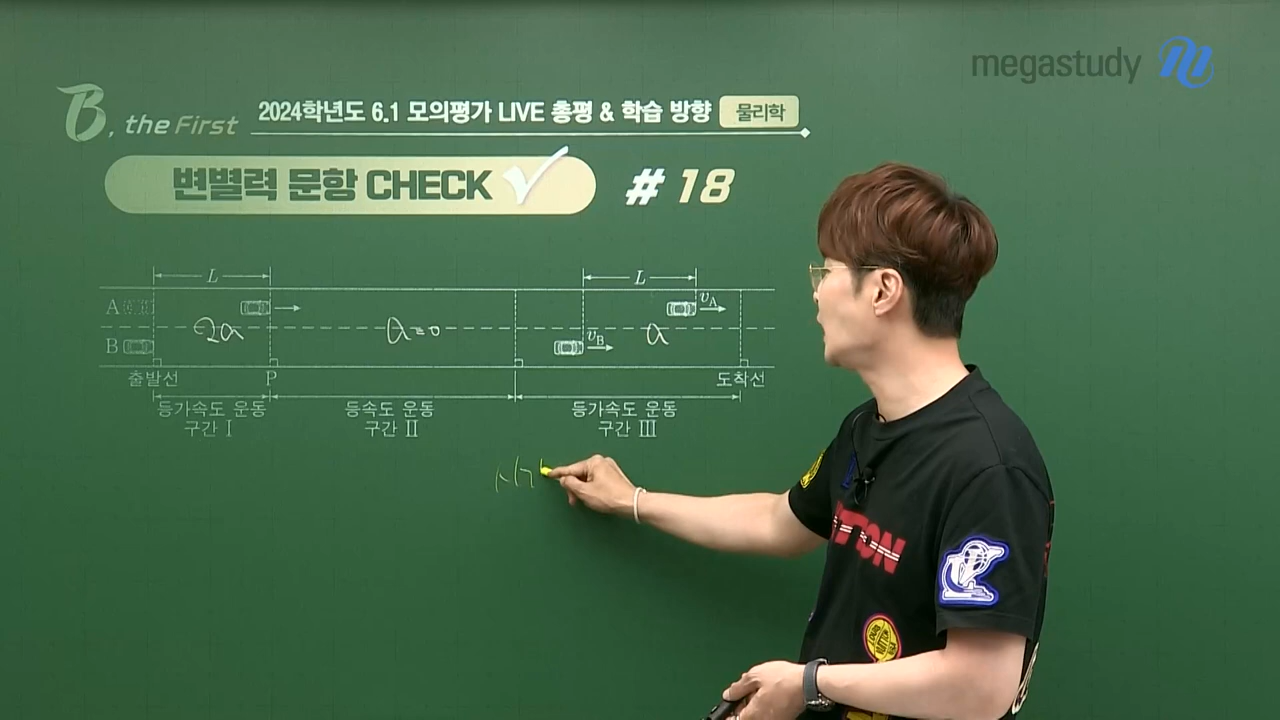 megastudy
B, the First
2024학년도 6.1 모의평가 LIVE 총평 & 학습 방향 물리학
변별력 문항 CHECK
# 18
L
L
A
v_A
-2a
a=0
a
B
v_B
출발선
P
도착선
등가속도 운동
구간 Ⅰ
등속도 운동
구간 Ⅱ
등가속도 운동
구간 Ⅲ